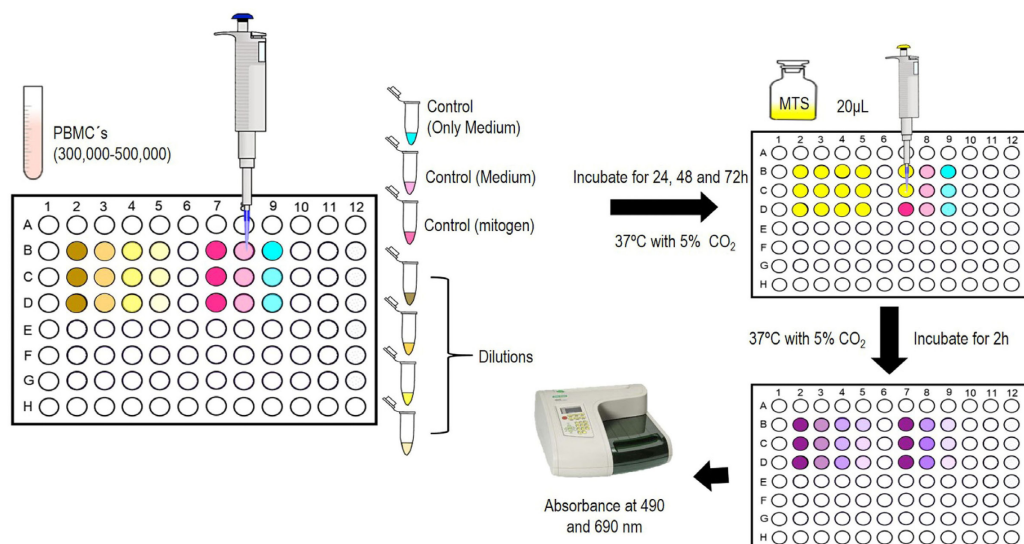 PBMC´s
(300,000-500,000)
1 2 3 4 5 6 7 8 9 10 11 12
A
B
C
D
E
F
G
H
Control
(Only Medium)
Control (Medium)
Control (mitogen)
Dilutions
Incubate for 24, 48 and 72h
37ºC with 5% CO₂
MTS
20µL
1 2 3 4 5 6 7 8 9 10 11 12
A
B
C
D
E
F
G
H
37ºC with 5% CO₂
Incubate for 2h
1 2 3 4 5 6 7 8 9 10 11 12
A
B
C
D
E
F
G
H
Absorbance at 490
and 690 nm